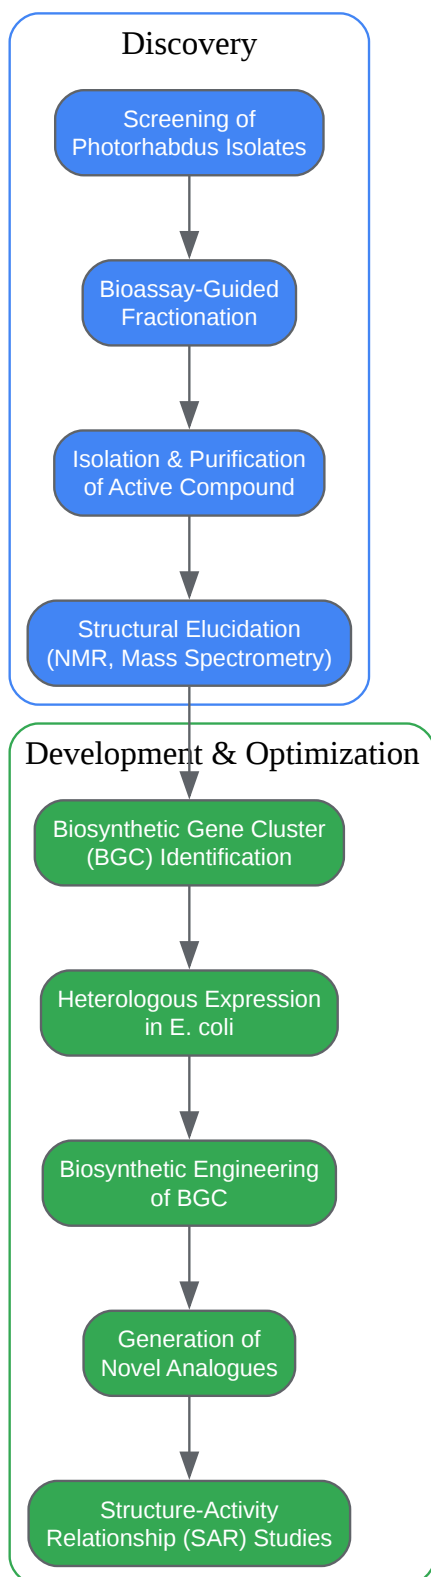 Discovery
Screening of
Photorhabdus Isolates
Bioassay-Guided
Fractionation
Isolation & Purification
of Active Compound
Structural Elucidation
(NMR, Mass Spectrometry)
Development & Optimization
Biosynthetic Gene Cluster
(BGC) Identification
Heterologous Expression
in E. coli
Biosynthetic Engineering
of BGC
Generation of
Novel Analogues
Structure-Activity
Relationship (SAR) Studies